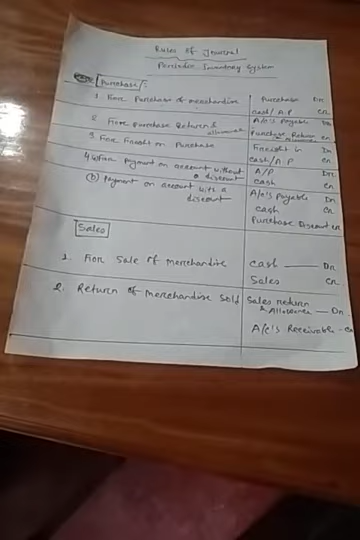 Rules of Journal
Periodic Inventory System
Purchase/:
1. For Purchase of merchandise Purchase Dr.
cash/A.P cr.
2. For purchase Return & allowance A/c's Payable Dr.
Purchase Return & allowance cr.
3. For Freight on Purchase Freight in Dr.
cash/A.P cr.
4. (a) For Payment on account without discount A/P Dr.
cash cr.
(b) Payment on account with a discount A/c's Payable Dr.
cash cr.
Purchase Discount cr.
Sales
1. For Sale of Merchandise cash — Dr.
Sales cr.
2. Return of Merchandise Sold Sales return
& Allowance — Dr.
A/c's Receivable - cr